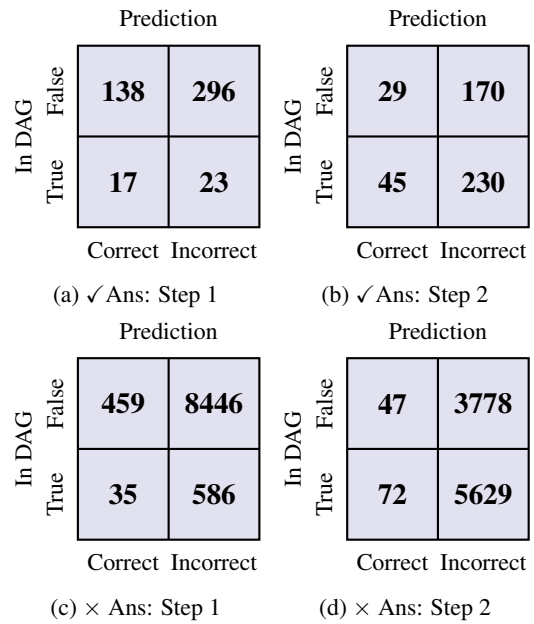 Prediction Prediction
In DAG False 138 296 In DAG False 29 170
True 17 23 True 45 230
Correct Incorrect Correct Incorrect
(a) ✓Ans: Step 1 (b) ✓Ans: Step 2
Prediction Prediction
In DAG False 459 8446 In DAG False 47 3778
True 35 586 True 72 5629
Correct Incorrect Correct Incorrect
(c) × Ans: Step 1 (d) × Ans: Step 2